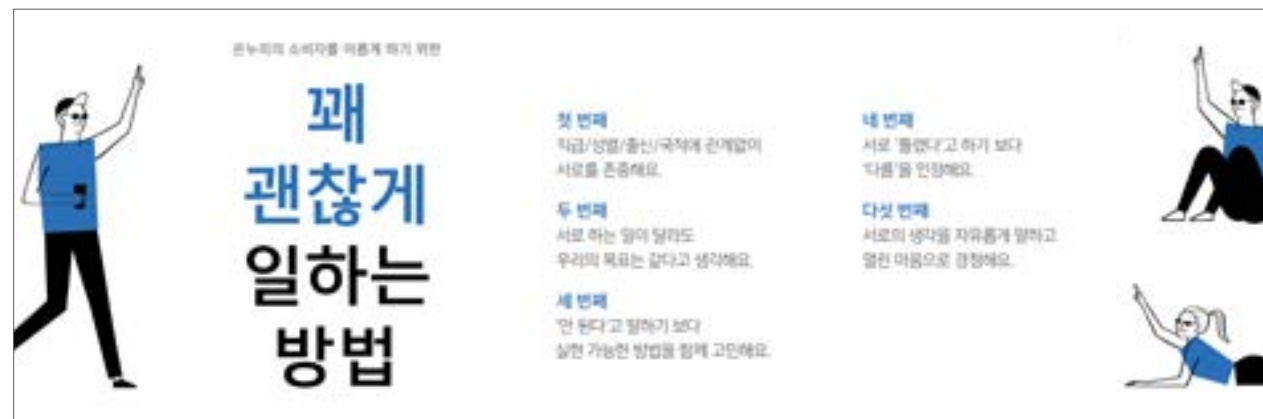 온누리의 소비자를 이롭게 하기 위한
꽤
괜찮게
일하는
방법
첫 번째
직급/성별/출신/국적에 관계없이
서로를 존중해요.
두 번째
서로 하는 일이 달라도
우리의 목표는 같다고 생각해요.
세 번째
'안 된다'고 말하기 보다
실현 가능한 방법을 함께 고민해요.
네 번째
서로 '틀렸다'고 하기 보다
'다름'을 인정해요.
다섯 번째
서로의 생각을 자유롭게 말하고
열린 마음으로 경청해요.